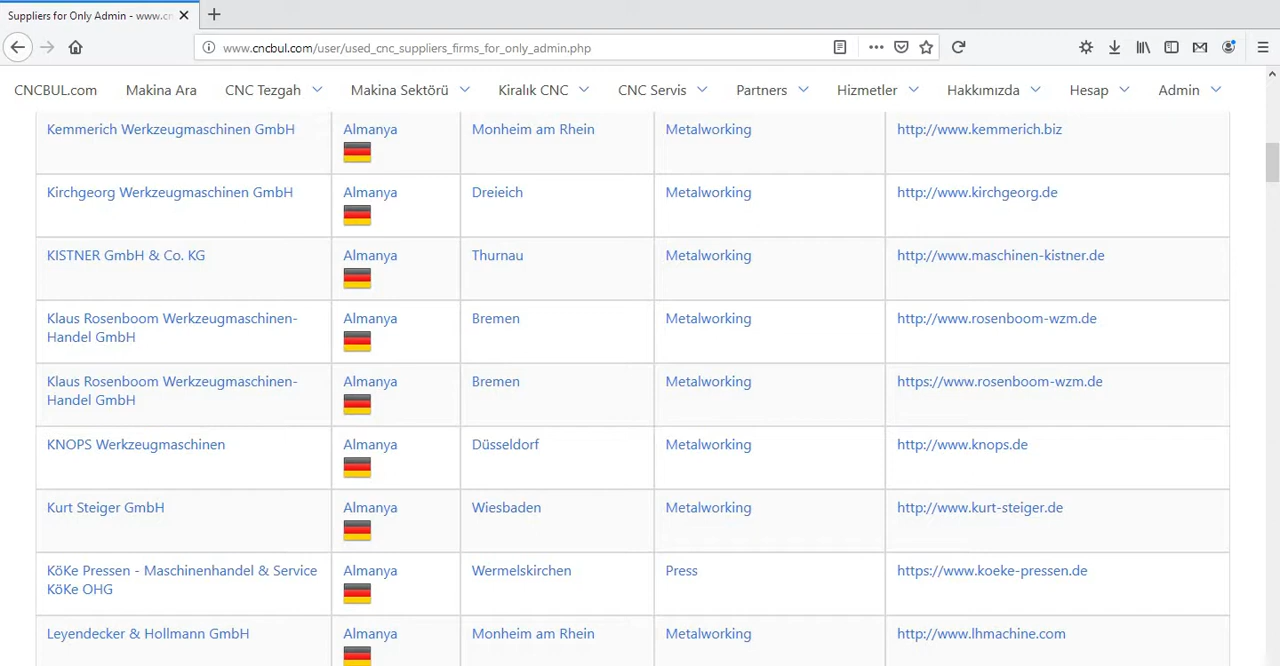 Suppliers for Only Admin - www.cn
www.cncbul.com/user/used_cnc_suppliers_firms_for_only_admin.php
CNCBUL.com Makina Ara CNC Tezgah Makina Sektörü Kiralık CNC CNC Servis Partners Hizmetler Hakkımızda Hesap Admin
Kemmerich Werkzeugmaschinen GmbH Almanya Monheim am Rhein Metalworking http://www.kemmerich.biz
Kirchgeorg Werkzeugmaschinen GmbH Almanya Dreieich Metalworking http://www.kirchgeorg.de
KISTNER GmbH & Co. KG Almanya Thurnau Metalworking http://www.maschinen-kistner.de
Klaus Rosenboom Werkzeugmaschinen- Almanya Bremen Metalworking http://www.rosenboom-wzm.de
Handel GmbH
Klaus Rosenboom Werkzeugmaschinen- Almanya Bremen Metalworking https://www.rosenboom-wzm.de
Handel GmbH
KNOPS Werkzeugmaschinen Almanya Düsseldorf Metalworking http://www.knops.de
Kurt Steiger GmbH Almanya Wiesbaden Metalworking http://www.kurt-steiger.de
KöKe Pressen - Maschinenhandel & Service Almanya Wermelskirchen Press https://www.koeke-pressen.de
KöKe OHG
Leyendecker & Hollmann GmbH Almanya Monheim am Rhein Metalworking http://www.lhmachine.com